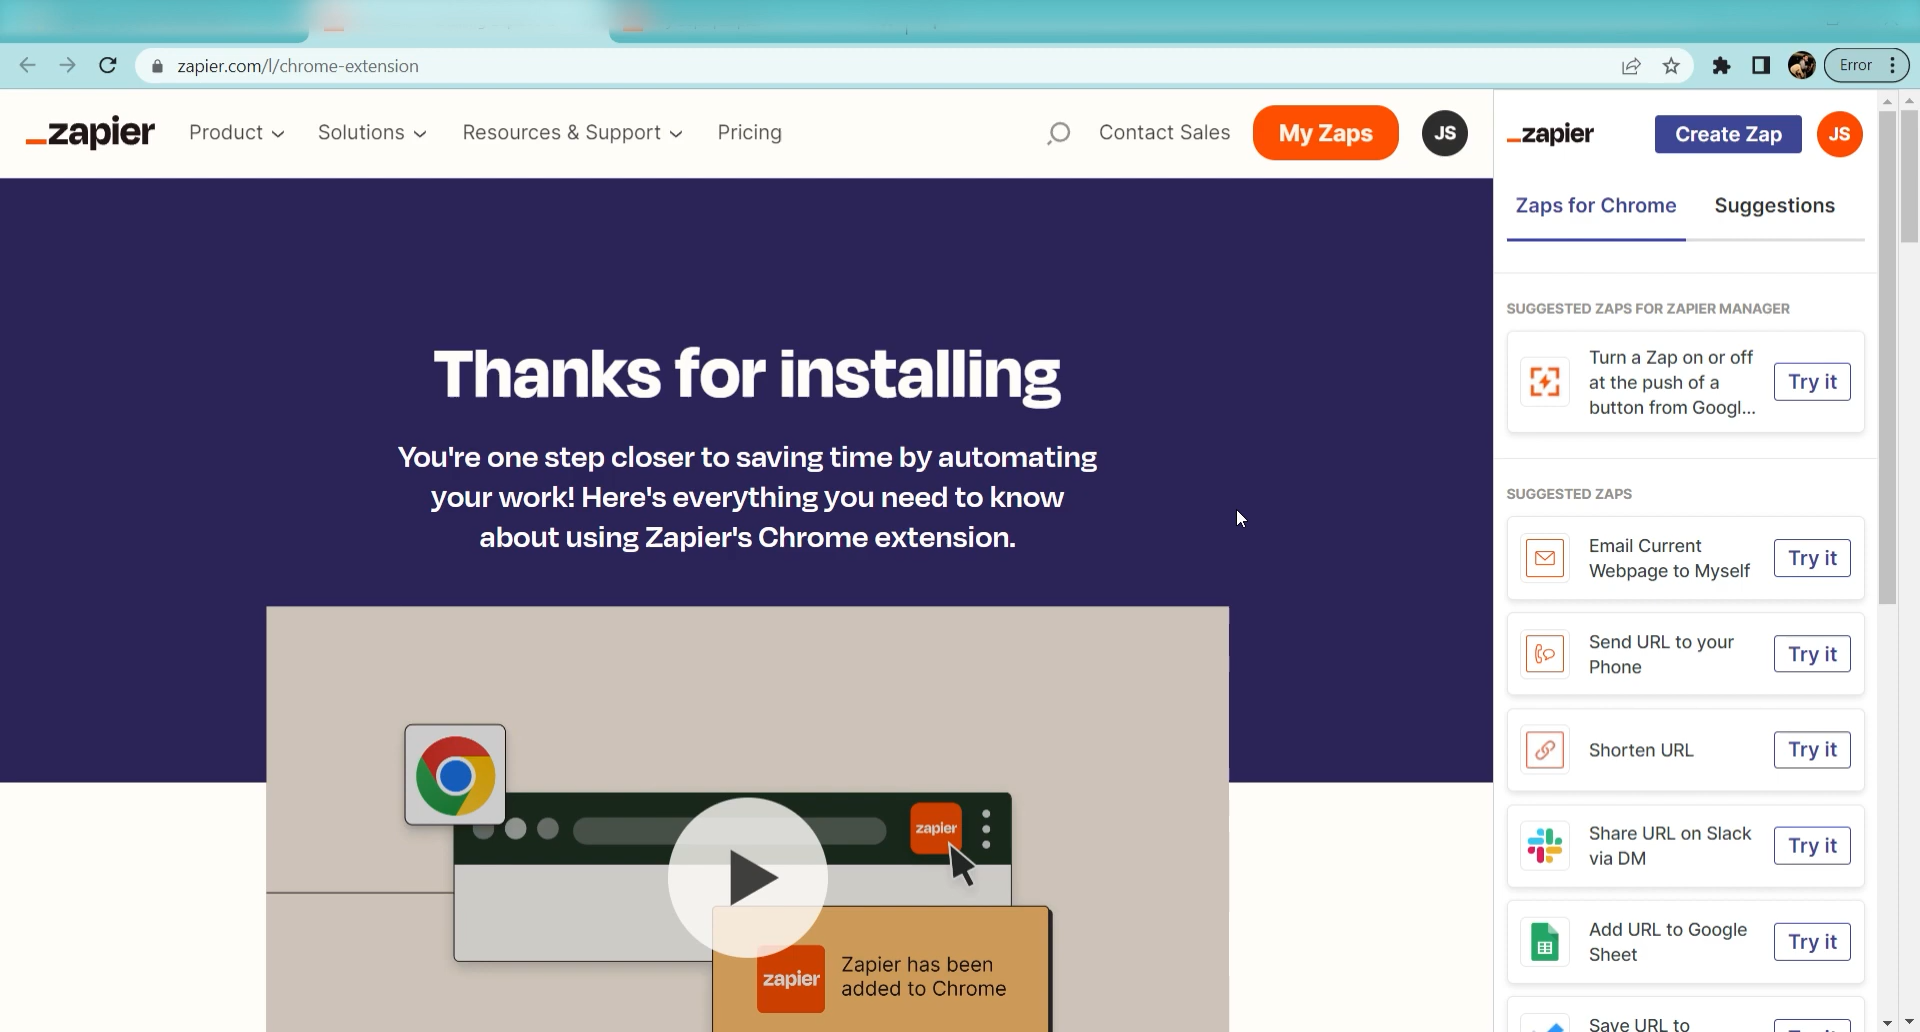 zapier.com/l/chrome-extension
Error
zapier
Product
Solutions
Resources & Support
Pricing
Contact Sales
My Zaps
JS
Thanks for installing
You're one step closer to saving time by automating
your work! Here's everything you need to know
about using Zapier's Chrome extension.
zapier
zapier
Zapier has been
added to Chrome
zapier
Create Zap
JS
Zaps for Chrome
Suggestions
SUGGESTED ZAPS FOR ZAPIER MANAGER
Turn a Zap on or off
at the push of a
button from Googl...
Try it
SUGGESTED ZAPS
Email Current
Webpage to Myself
Try it
Send URL to your
Phone
Try it
Shorten URL
Try it
Share URL on Slack
via DM
Try it
Add URL to Google
Sheet
Try it
Save URL to